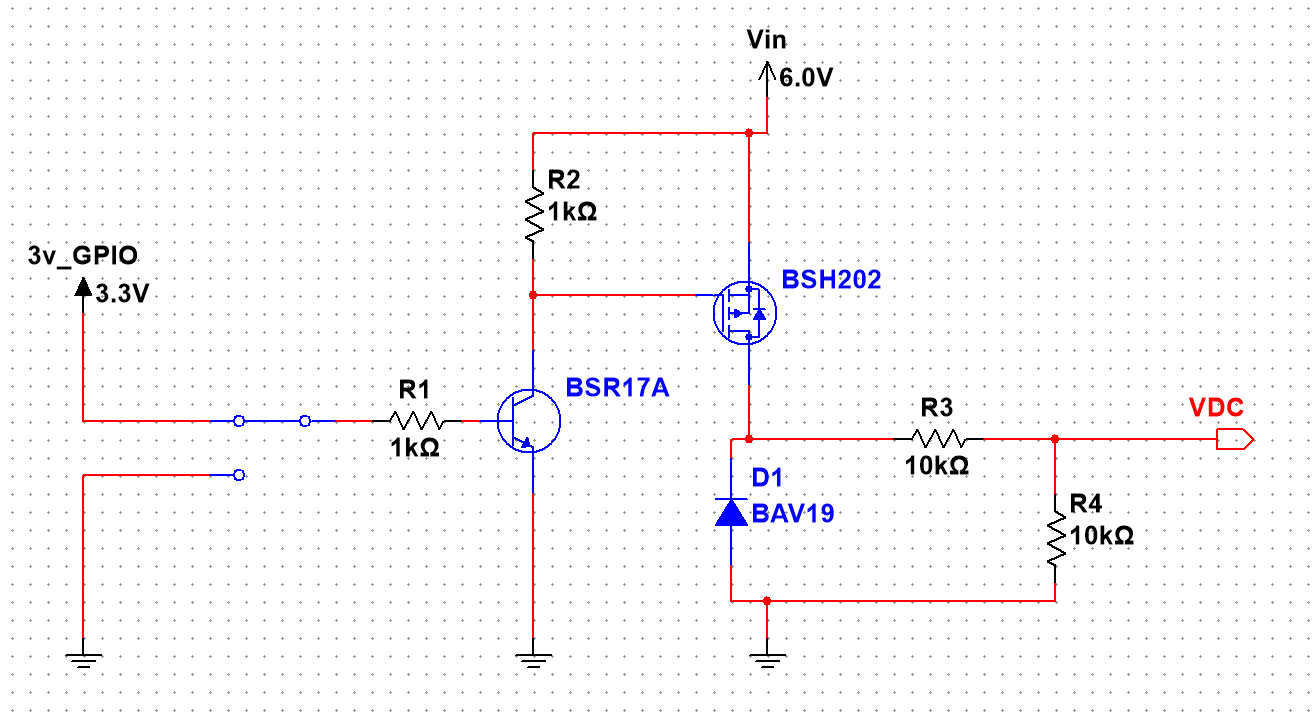 Vin
6.0V
R2
1kΩ
3v_GPIO
3.3V
BSH202
R1
1kΩ
BSR17A
R3
10kΩ
VDC
D1
BAV19
R4
10kΩ